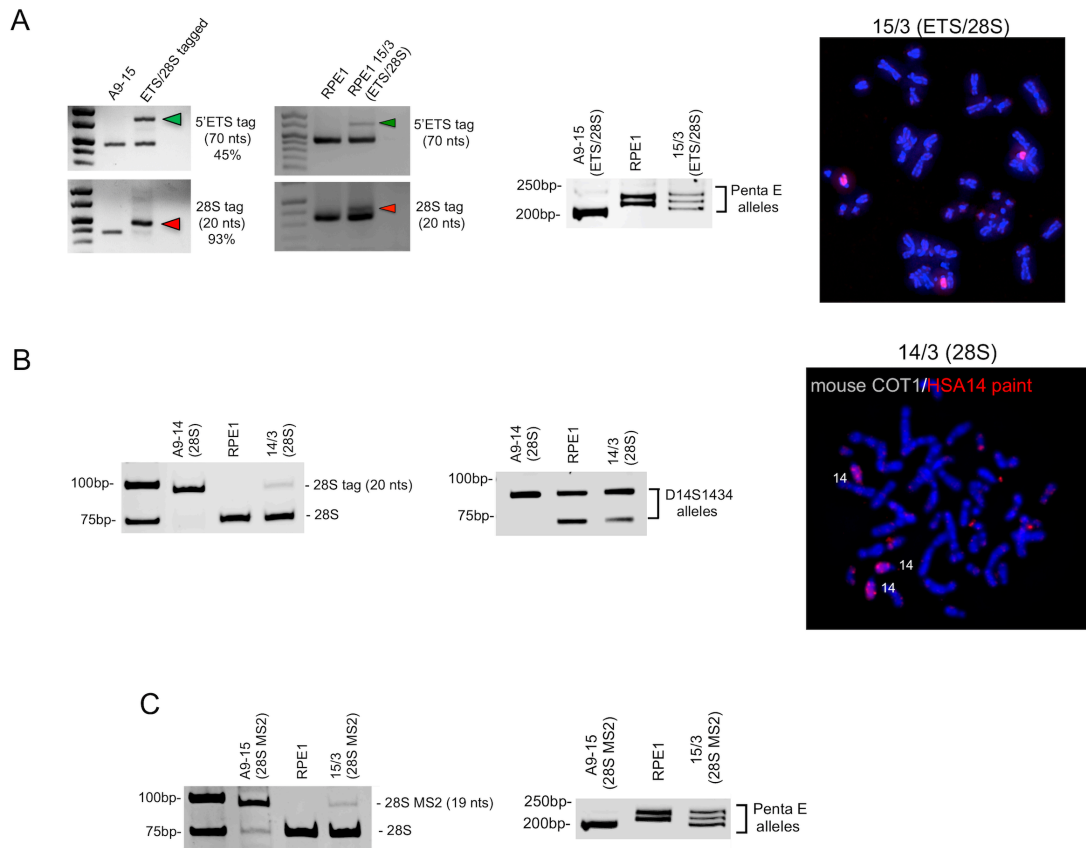 A
A9-15
ETS/28S tagged
5'ETS tag
(70 nts)
45%
28S tag
(20 nts)
93%
RPE1
RPE1 15/3
(ETS/28S)
5'ETS tag
(70 nts)
28S tag
(20 nts)
A9-15
(ETS/28S)
RPE1
15/3
(ETS/28S)
250bp-
200bp-
Penta E
alleles
15/3 (ETS/28S)
B
A9-14
(28S)
RPE1
14/3
(28S)
100bp-
75bp-
- 28S tag (20 nts)
- 28S
A9-14
(28S)
RPE1
14/3
(28S)
100bp-
75bp-
D14S1434
alleles
14/3 (28S)
mouse COT1/HSA14 paint
14
14
14
C
A9-15
(28S MS2)
RPE1
15/3
(28S MS2)
100bp-
75bp-
- 28S MS2 (19 nts)
- 28S
A9-15
(28S MS2)
RPE1
15/3
(28S MS2)
250bp-
200bp-
Penta E
alleles